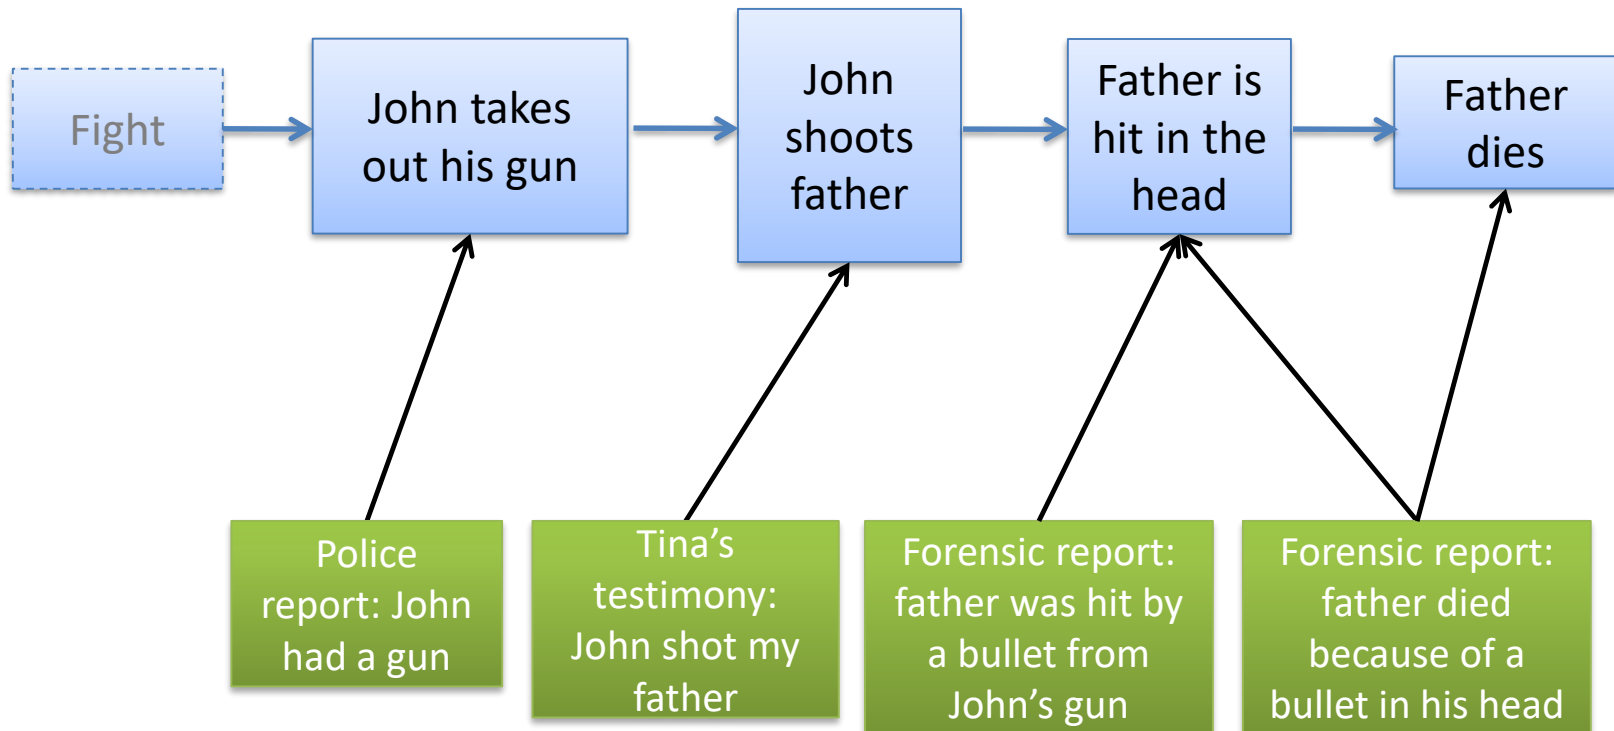 Fight
John takes
out his gun
John
shoots
father
Father is
hit in the
head
Father
dies
Police
report: John
had a gun
Tina’s
testimony:
John shot my
father
Forensic report:
father was hit by
a bullet from
John’s gun
Forensic report:
father died
because of a
bullet in his head